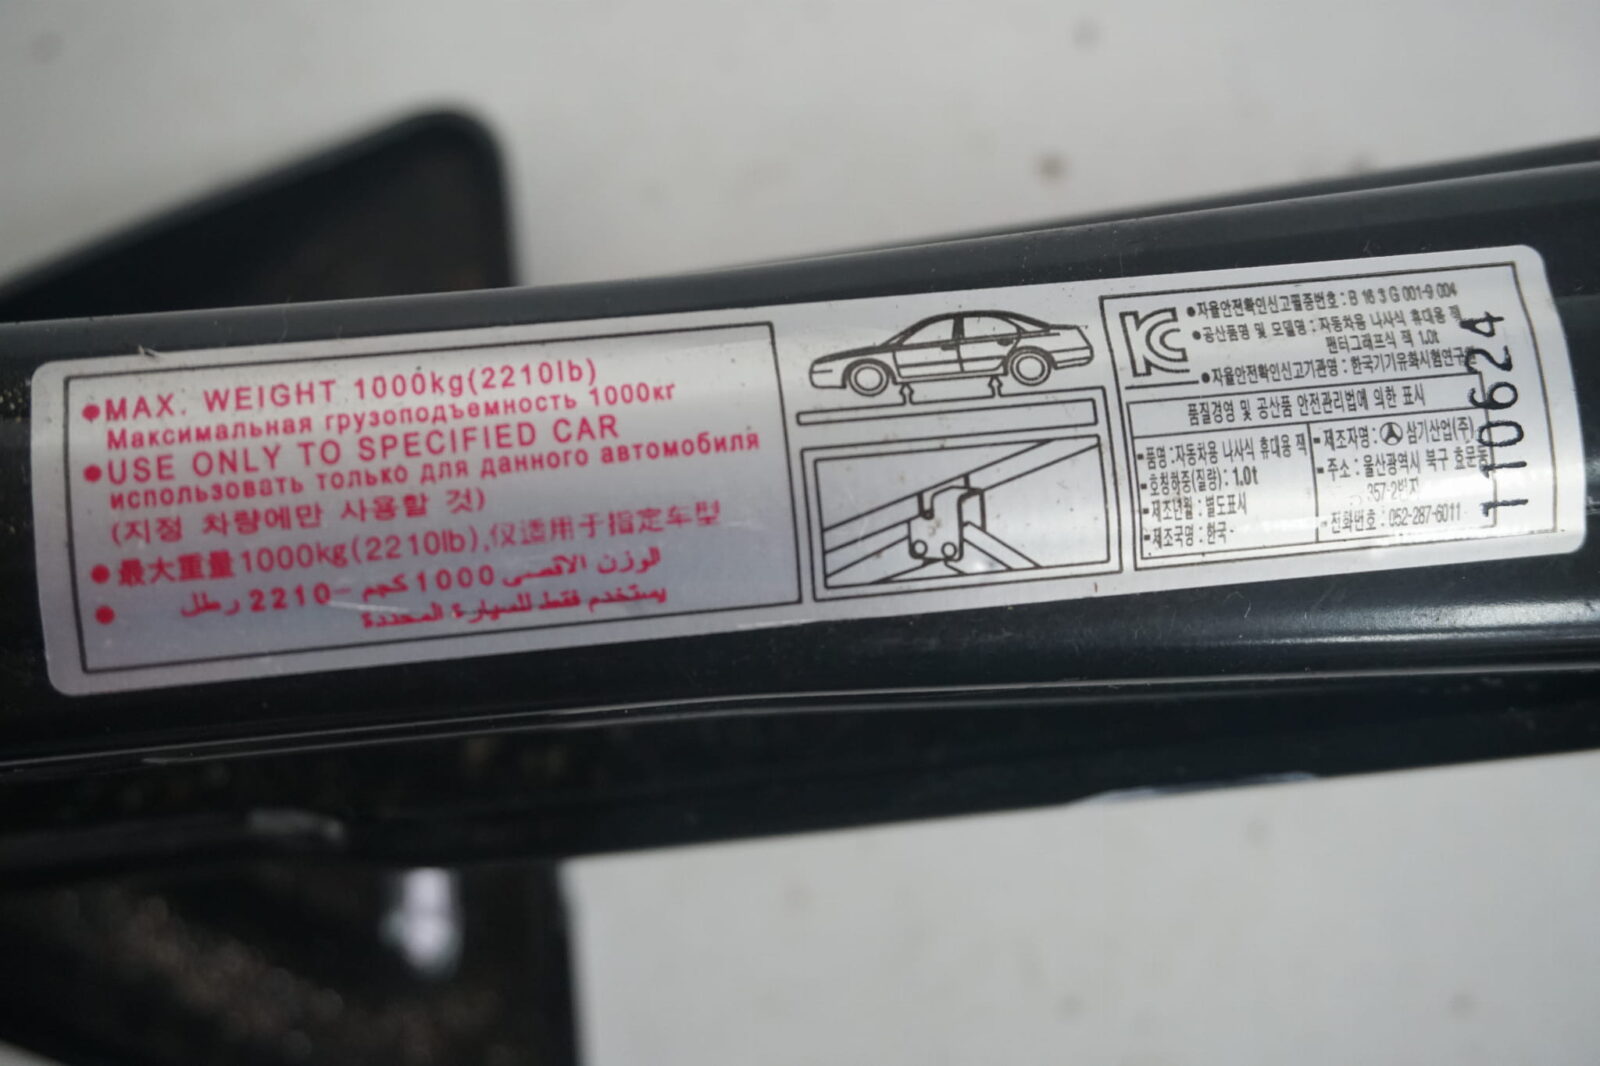 ●MAX. WEIGHT 1000kg(2210lb)
Максимальная грузоподъемность 1000кг
●USE ONLY TO SPECIFIED CAR
использовать только для данного автомобиля
(지정 차량에만 사용할 것)
●最大重量1000kg(2210lb),仅适用于指定车型
● الوزن الاقصى 1000 كجم -2210 رطل
يستخدم فقط للسيارة المحددة
KC
●자율안전확인신고필증번호 : B 16 3 G 001-9 004
●공산품명 및 모델명 : 자동차용 나사식 휴대용 잭
팬터그래프식 잭 1.0t
●자율안전확인신고기관명 : 한국기기유화시험연구원
품질경영 및 공산품 안전관리법에 의한 표시
▪품명:자동차용 나사식 휴대용 잭
▪호칭하중(질량) : 1.0t
▪제조년월 : 별도표시
▪제조국명 : 한국-
▪제조자명 : 삼기산업(주)
▪주소 : 울산광역시 북구 효문동
357-2번지
▪전화번호 : 052-287-6011
110624